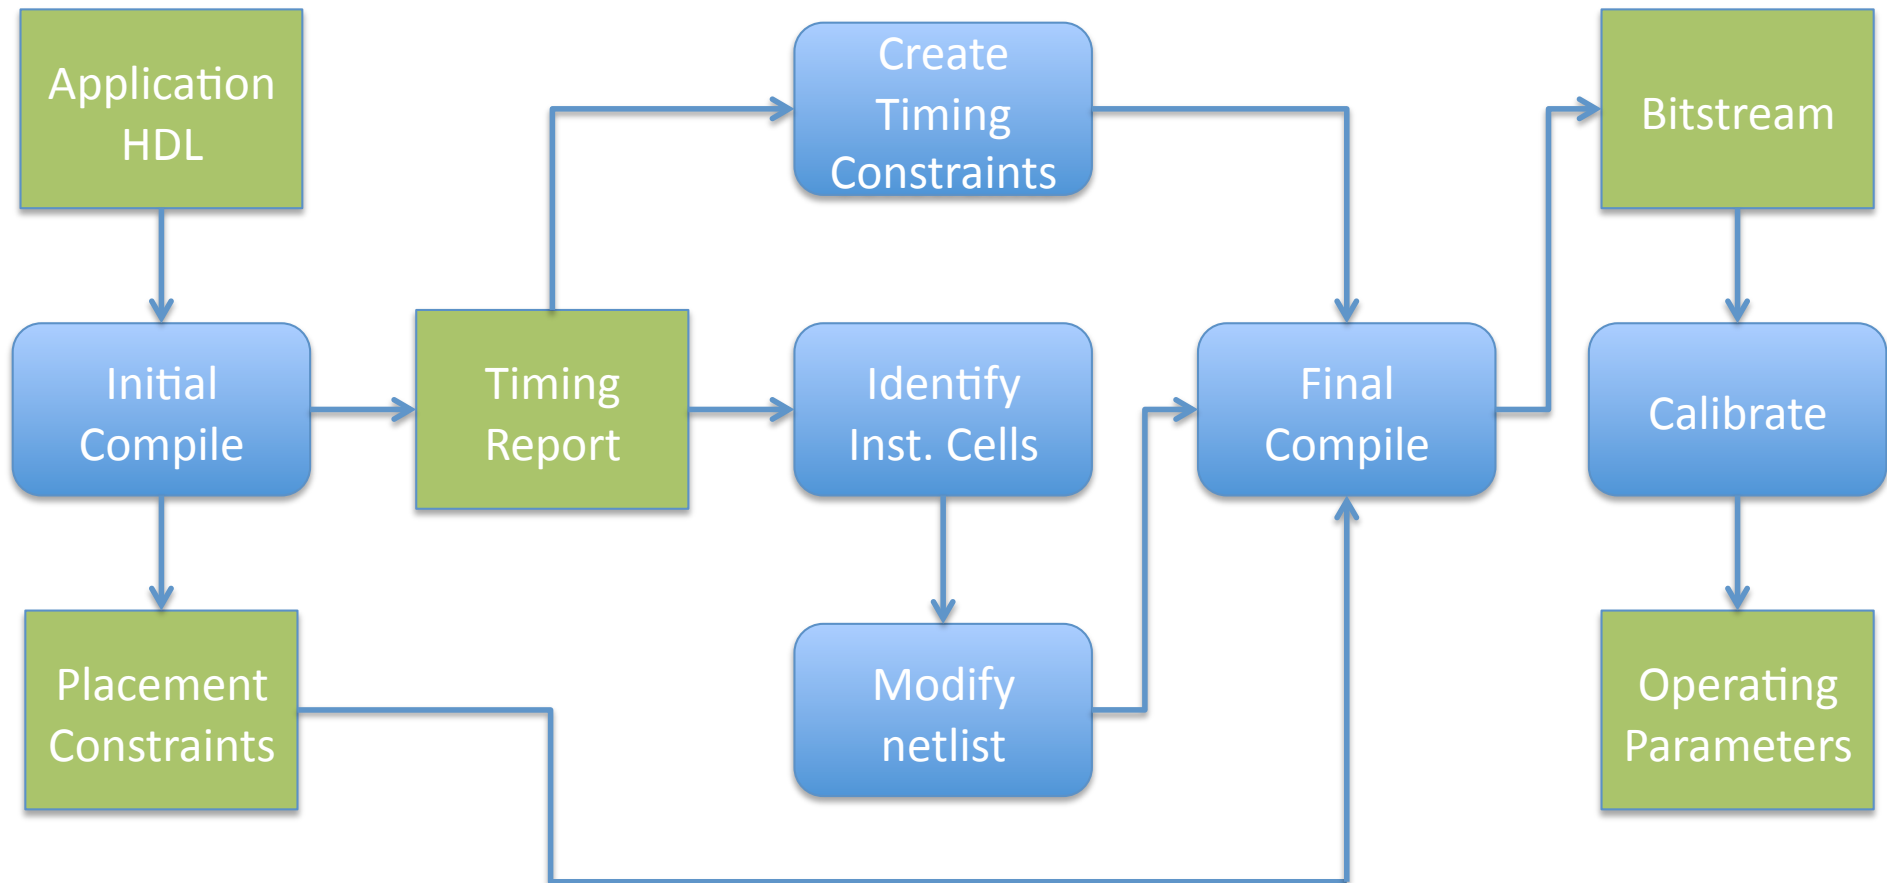 Application
HDL
Create
Timing
Constraints
Bitstream
Initial
Compile
Timing
Report
Identify
Inst. Cells
Final
Compile
Calibrate
Placement
Constraints
Modify
netlist
Operating
Parameters